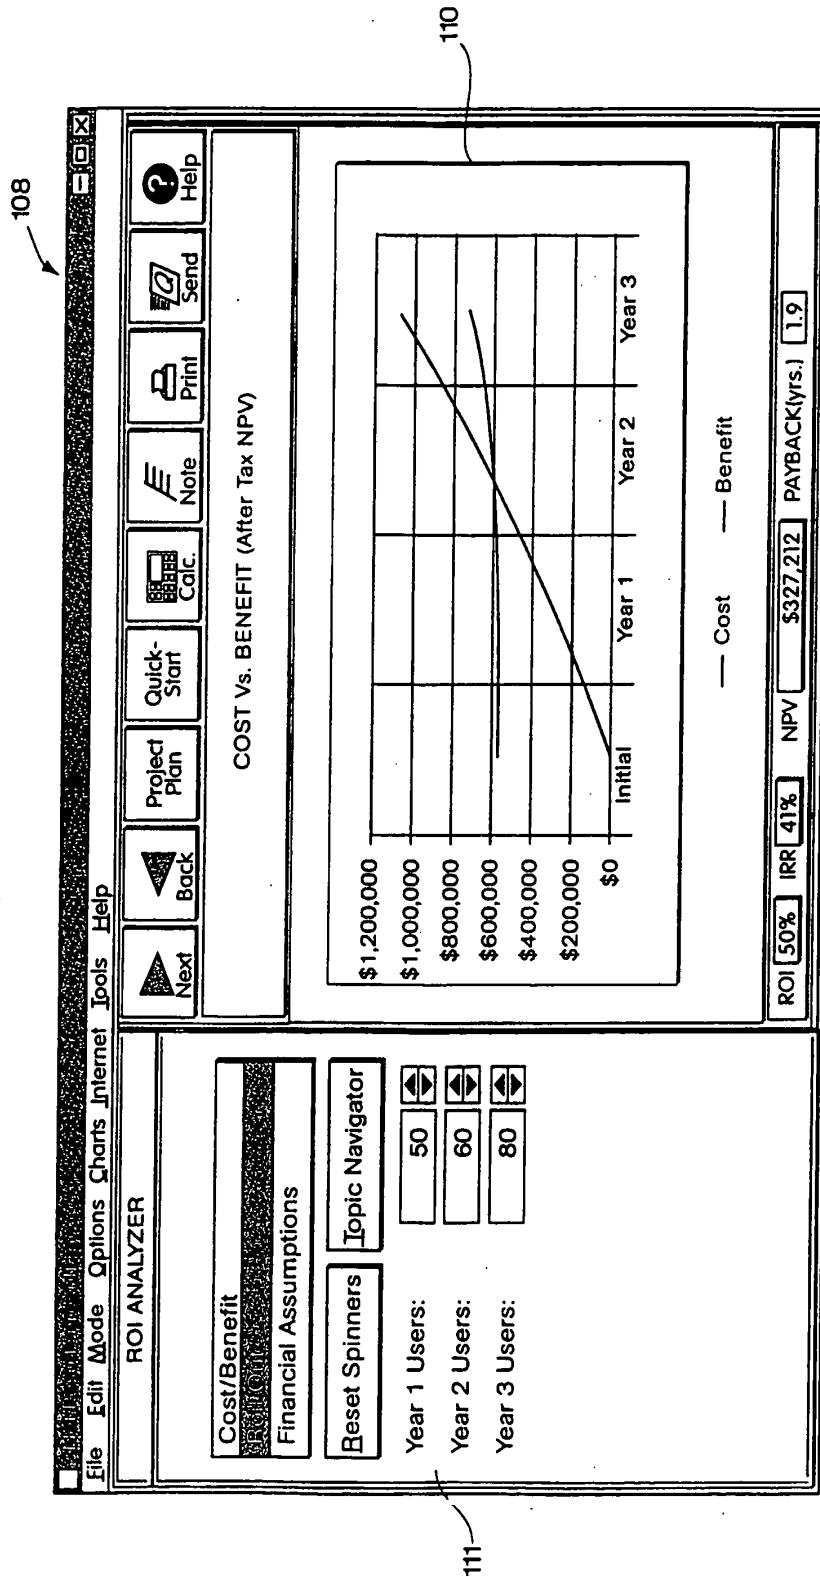 108
File Edit Mode Options Charts Internet Tools Help
ROI ANALYZER
Next
Back
Project
Plan
Quick-
Start
Calc.
Note
Print
Send
? Help
Cost/Benefit
Financial Assumptions
Reset Spinners
Topic Navigator
Year 1 Users: 50
Year 2 Users: 60
Year 3 Users: 80
111
COST Vs. BENEFIT (After Tax NPV)
$1,200,000
$1,000,000
$800,000
$600,000
$400,000
$200,000
$0
Initial Year 1 Year 2 Year 3
Cost Benefit
110
ROI 50% IRR 41% NPV $327,212 PAYBACK(yrs.) 1.9